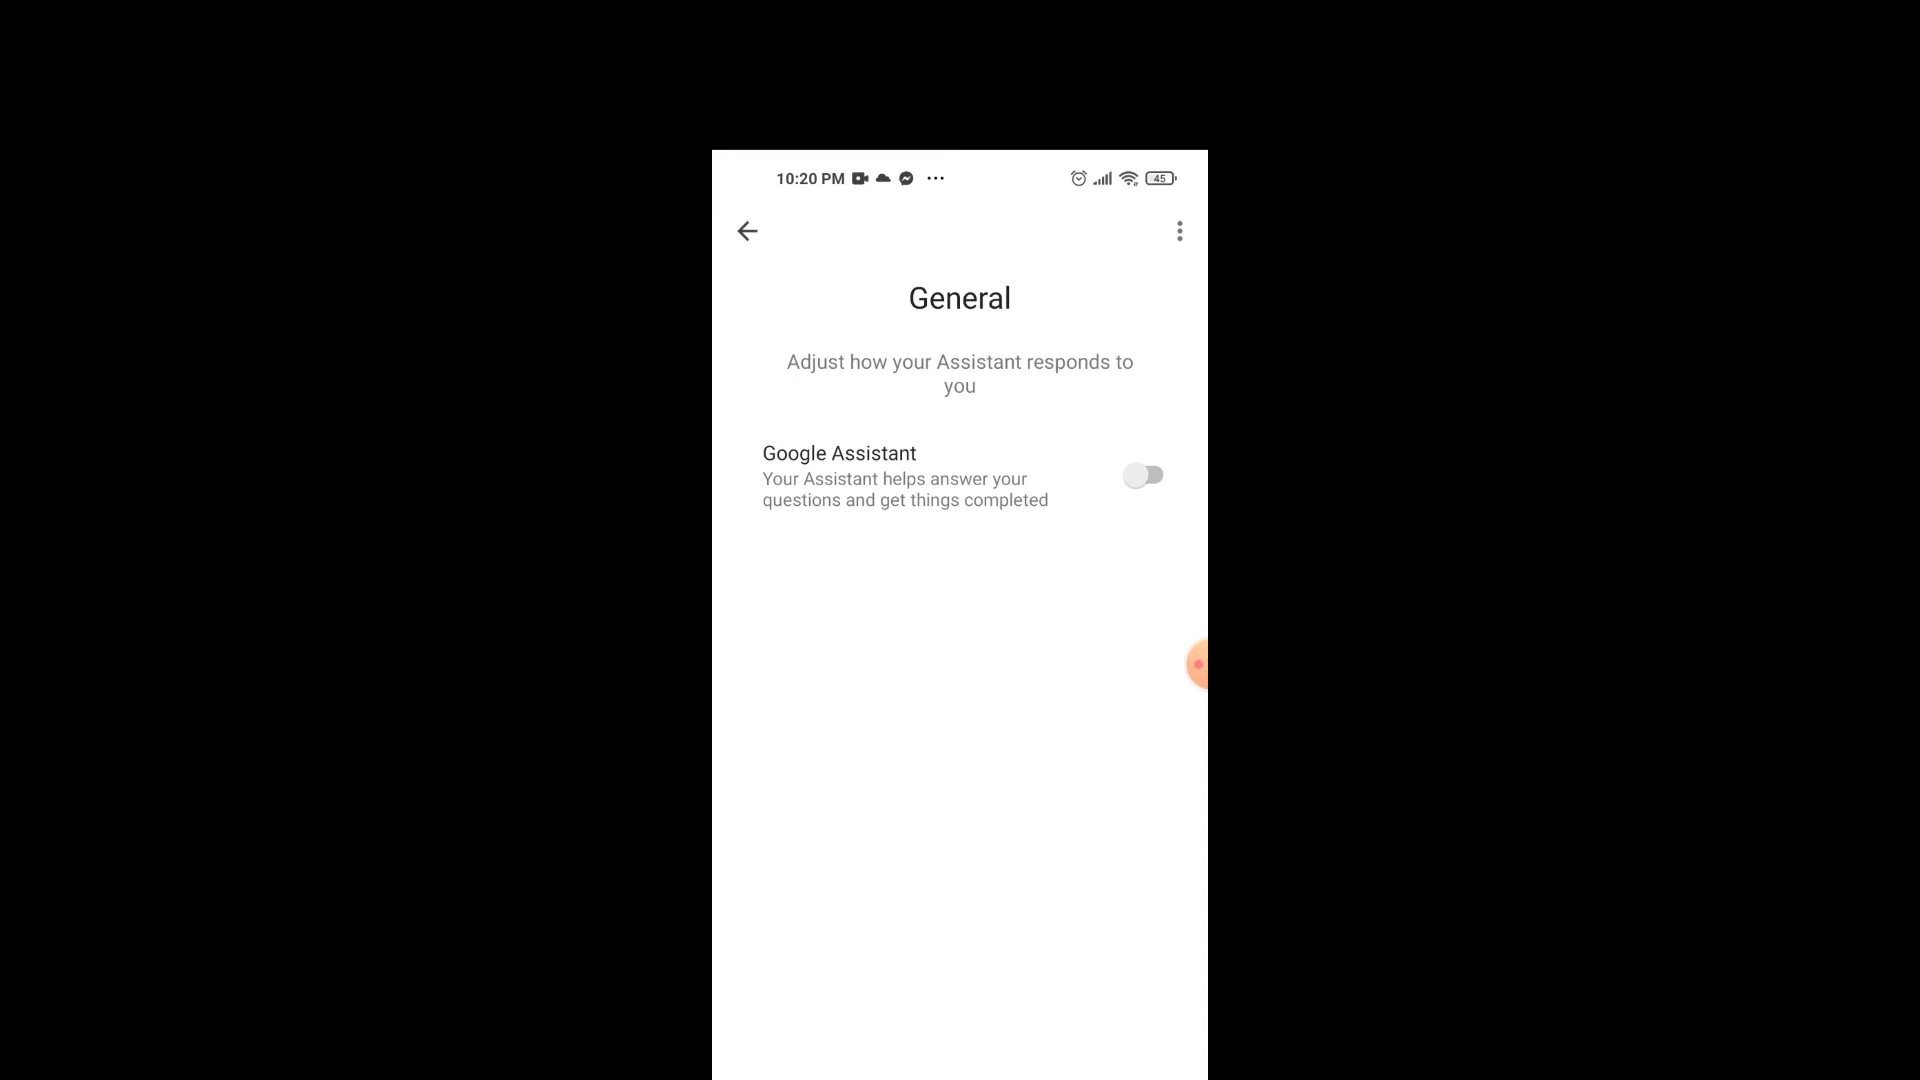 10:20 PM
45
General
Adjust how your Assistant responds to
you
Google Assistant
Your Assistant helps answer your
questions and get things completed